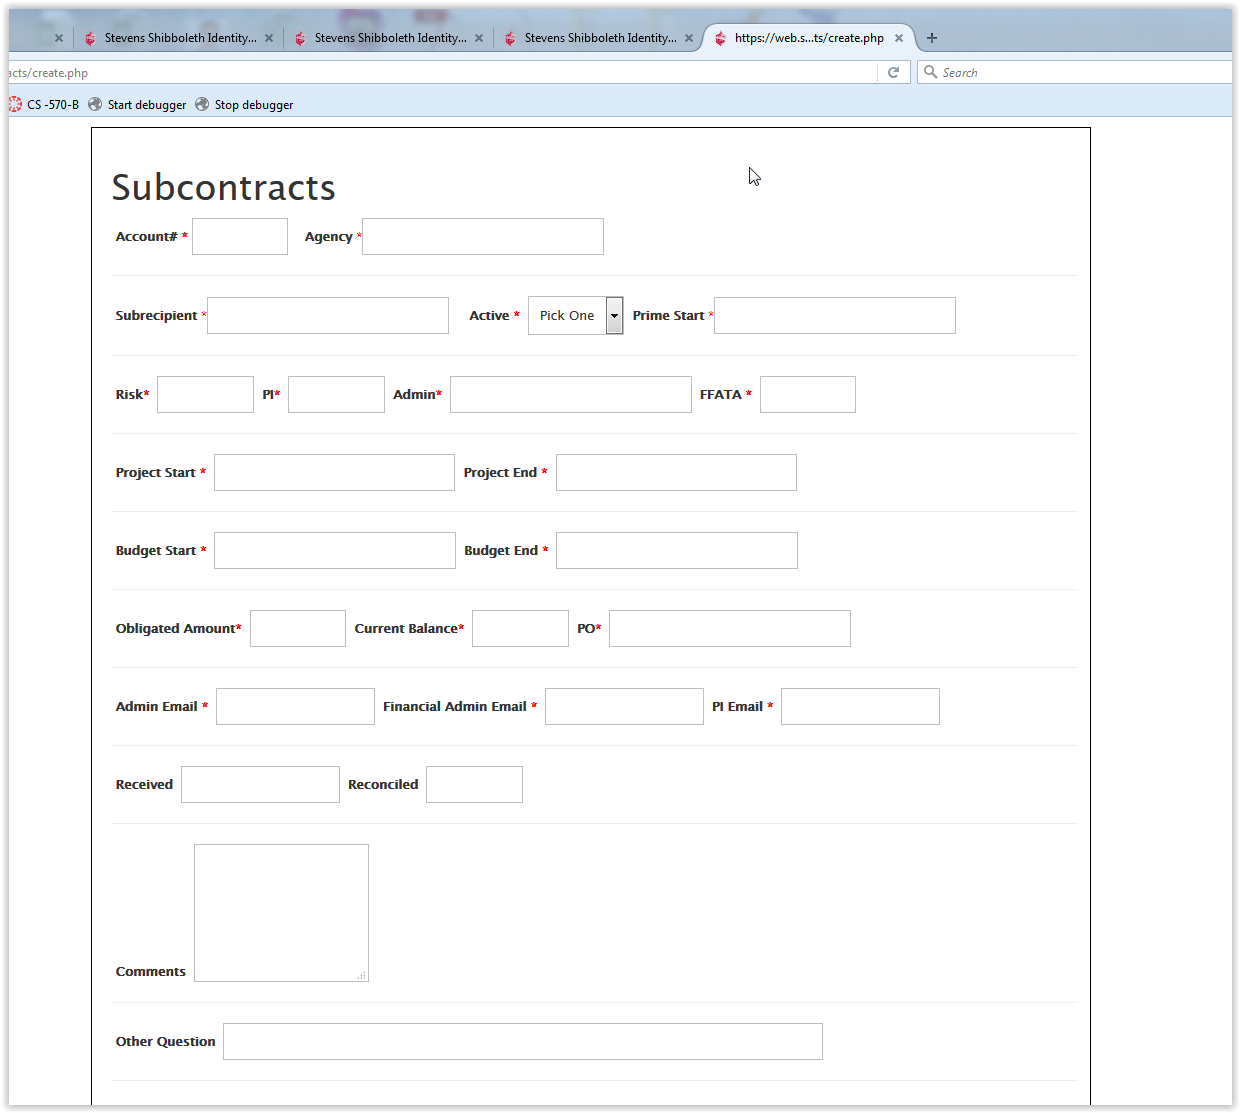 Stevens Shibboleth Identity... Stevens Shibboleth Identity... Stevens Shibboleth Identity... https://web.s...ts/create.php
acts/create.php Search
CS -570-B Start debugger Stop debugger
Subcontracts
Account# * Agency *
Subrecipient * Active * Pick One Prime Start *
Risk* PI* Admin* FFATA *
Project Start * Project End *
Budget Start * Budget End *
Obligated Amount* Current Balance* PO*
Admin Email * Financial Admin Email * PI Email *
Received Reconciled
Comments
Other Question